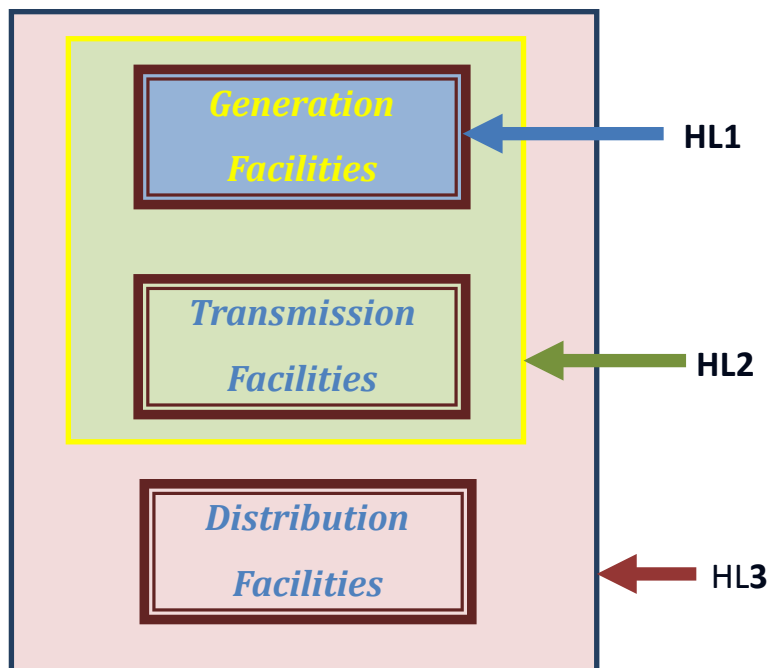 Generation
Facilities
HL1
Transmission
Facilities
HL2
Distribution
Facilities
HL3